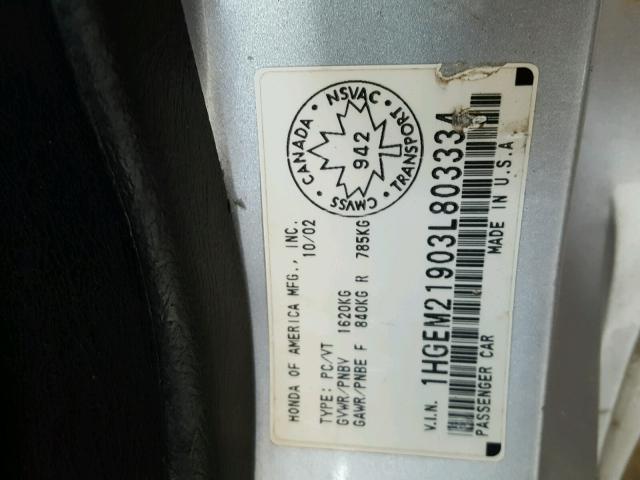 HONDA OF AMERICA MFG., INC.
10/02
TYPE: PC/VT
GVWR/PNBV 1620KG
GAWR/PNBE F 840KG R 785KG
CANADA · NSVAC · TRANSPORT · CMVSS ·
942
V.I.N. 1HGEM21903L803334
PASSENGER CAR MADE IN U.S.A